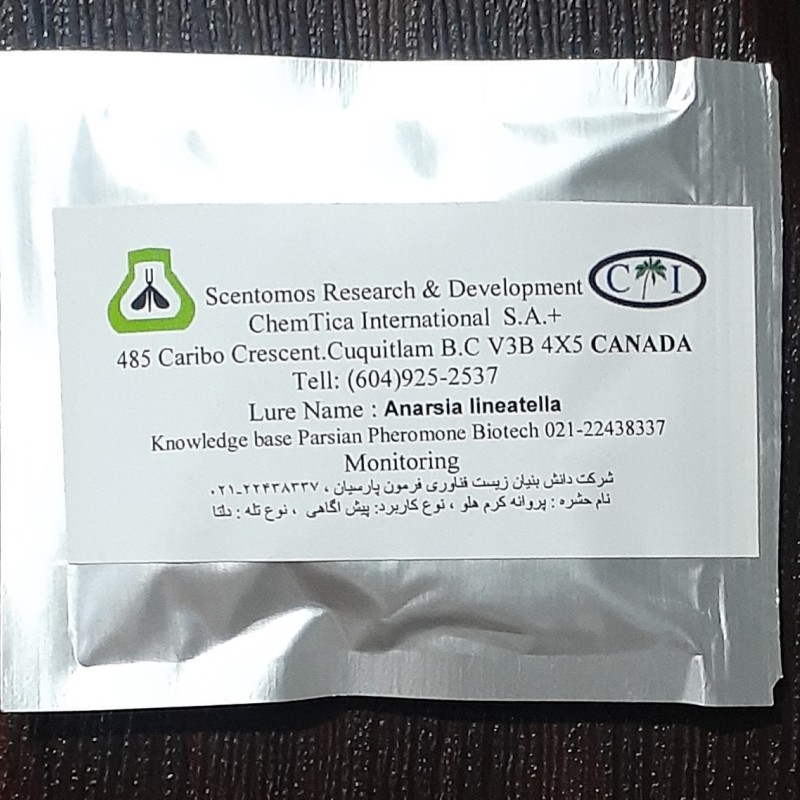 Scentomos Research & Development
C I
ChemTica International S.A.+
485 Caribo Crescent.Cuquitlam B.C V3B 4X5 CANADA
Tell: (604)925-2537
Lure Name : Anarsia lineatella
Knowledge base Parsian Pheromone Biotech 021-22438337
Monitoring
شرکت دانش بنیان زیست فناوری فرمون پارسیان ، ۲۲۴۳۸۳۳۷-۰۲۱
نام حشره : پروانه کرم هلو ، نوع کاربرد: پیش اگاهی ، نوع تله : دلتا